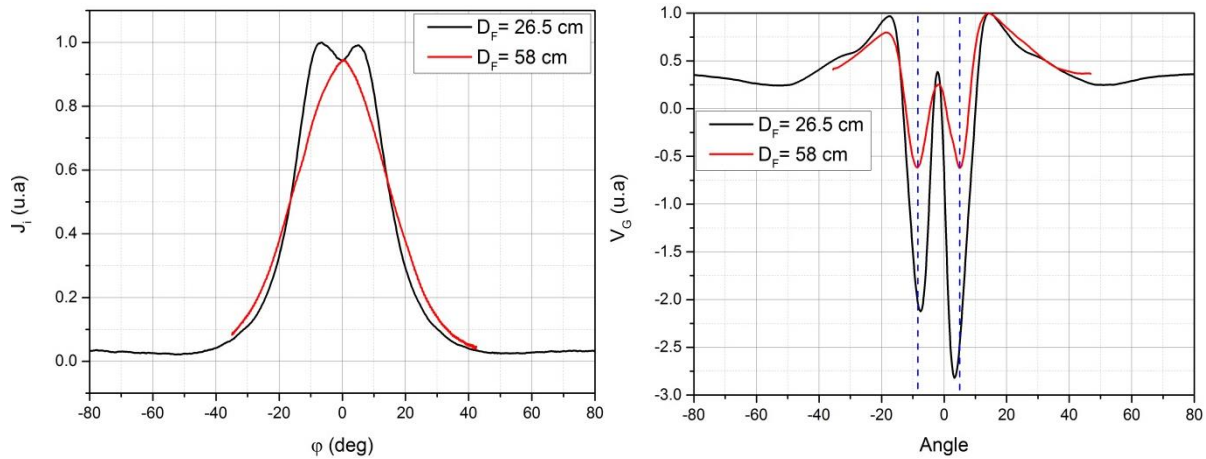 1.0
0.8
0.6
0.4
0.2
0.0
Jᵢ (u.a)
-80 -60 -40 -20 0 20 40 60 80
φ (deg)
D_F= 26.5 cm
D_F= 58 cm
1.0
0.5
0.0
-0.5
-1.0
-1.5
-2.0
-2.5
-3.0
V_G (u.a)
-80 -60 -40 -20 0 20 40 60 80
Angle
D_F= 26.5 cm
D_F= 58 cm